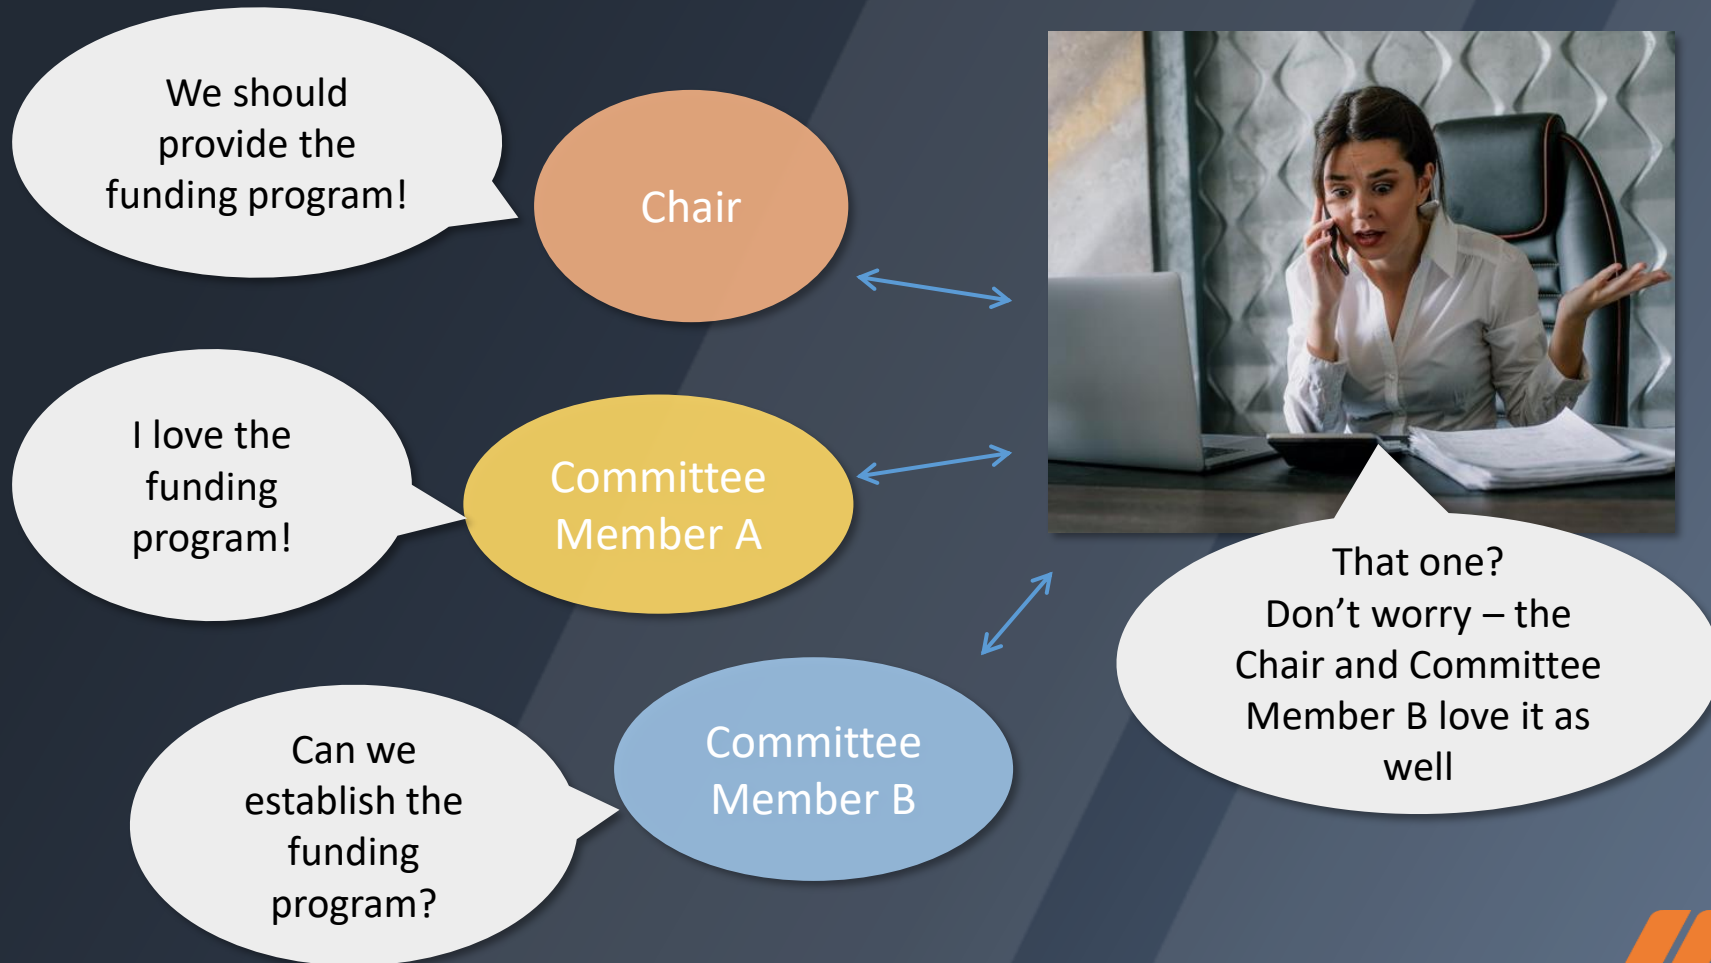 We should
provide the
funding program!
Chair
I love the
funding
program!
Committee
Member A
Can we
establish the
funding
program?
Committee
Member B
That one?
Don’t worry – the
Chair and Committee
Member B love it as
well